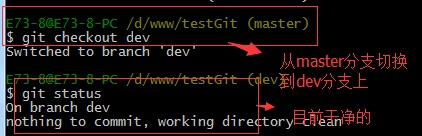 E73-8@E73-8-PC /d/www/testGit (master)
$ git checkout dev
Switched to branch 'dev'
从master分支切换
到dev分支上
E73-8@E73-8-PC /d/www/testGit (dev)
$ git status
On branch dev
nothing to commit, working directory clean
目前干净的